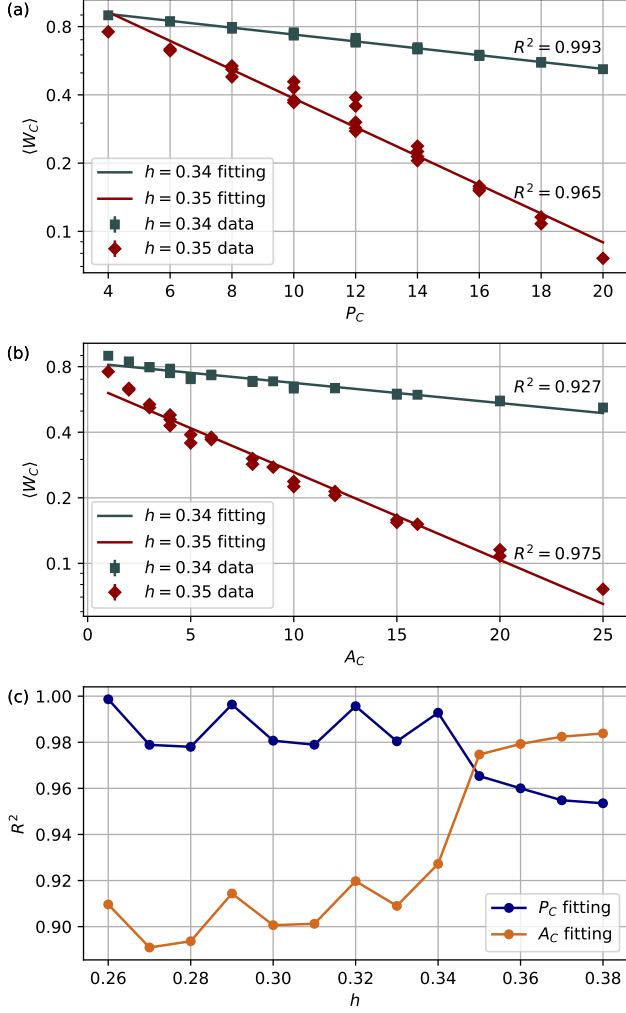 (a)
0.8
0.4
0.2
0.1
⟨W_C⟩
R² = 0.993
R² = 0.965
h = 0.34 fitting
h = 0.35 fitting
h = 0.34 data
h = 0.35 data
4 6 8 10 12 14 16 18 20
P_C
(b)
0.8
0.4
0.2
0.1
⟨W_C⟩
R² = 0.927
R² = 0.975
h = 0.34 fitting
h = 0.35 fitting
h = 0.34 data
h = 0.35 data
0 5 10 15 20 25
A_C
(c)
1.00
0.98
0.96
0.94
0.92
0.90
R²
P_C fitting
A_C fitting
0.26 0.28 0.30 0.32 0.34 0.36 0.38
h